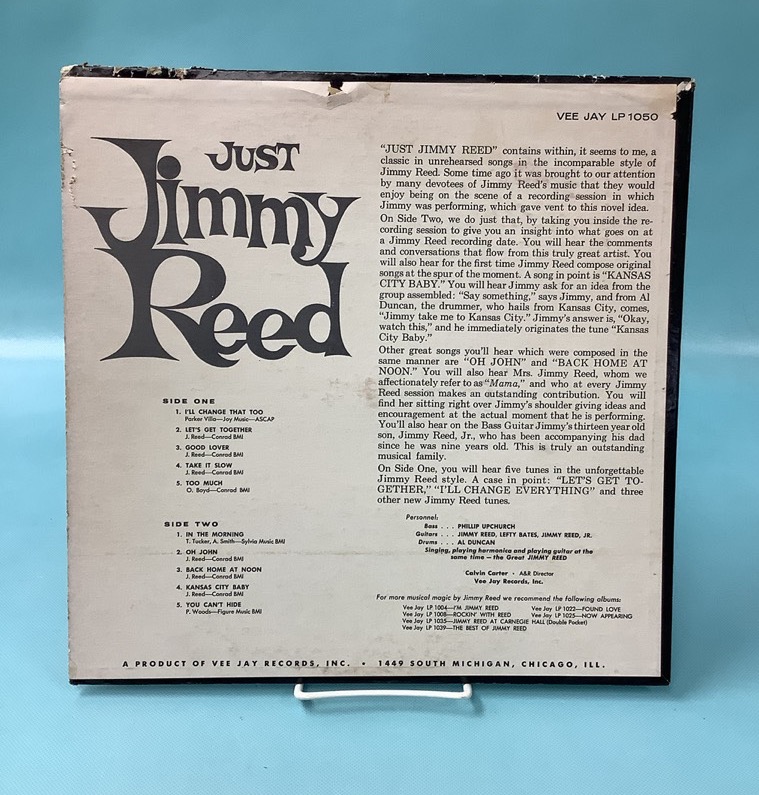 VEE JAY LP 1050
JUST
Jimmy
Reed
"JUST JIMMY REED" contains within, it seems to me, a
classic in unrehearsed songs in the incomparable style of
Jimmy Reed. Some time ago it was brought to our attention
by many devotees of Jimmy Reed's music that they would
enjoy being on the scene of a recording session in which
Jimmy was performing, which gave vent to this novel idea.
On Side Two, we do just that, by taking you inside the re-
cording session to give you an insight into what goes on at
a Jimmy Reed recording date. You will hear the comments
and conversations that flow from this truly great artist. You
will also hear for the first time Jimmy Reed compose original
songs at the spur of the moment. A song in point is "KANSAS
CITY BABY." You will hear Jimmy ask for an idea from the
group assembled: "Say something," says Jimmy, and from Al
Duncan, the drummer, who hails from Kansas City, comes,
"Jimmy take me to Kansas City." Jimmy's answer is, "Okay,
watch this," and he immediately originates the tune "Kansas
City Baby."
Other great songs you'll hear which were composed in the
same manner are "OH JOHN" and "BACK HOME AT
NOON." You will also hear Mrs. Jimmy Reed, whom we
affectionately refer to as "Mama," and who at every Jimmy
Reed session makes an outstanding contribution. You will
find her sitting right over Jimmy's shoulder giving ideas and
encouragement at the actual moment that he is performing.
You'll also hear on the Bass Guitar Jimmy's thirteen year old
son, Jimmy Reed, Jr., who has been accompanying his dad
since he was nine years old. This is truly an outstanding
musical family.
On Side One, you will hear five tunes in the unforgettable
Jimmy Reed style. A case in point: "LET'S GET TO-
GETHER," "I'LL CHANGE EVERYTHING" and three
other new Jimmy Reed tunes.
SIDE ONE
1. I'LL CHANGE THAT TOO
Parker Villa—Joy Music—ASCAP
2. LET'S GET TOGETHER
J. Reed—Conrad BMI
3. GOOD LOVER
J. Reed—Conrad BMI
4. TAKE IT SLOW
J. Reed—Conrad BMI
5. TOO MUCH
O. Boyd—Conrad BMI
SIDE TWO
1. IN THE MORNING
T. Tucker, A. Smith—Sylvia Music BMI
2. OH JOHN
J. Reed—Conrad BMI
3. BACK HOME AT NOON
J. Reed—Conrad BMI
4. KANSAS CITY BABY
J. Reed—Conrad BMI
5. YOU CAN'T HIDE
P. Woods—Figure Music BMI
Personnel:
Bass . . . PHILLIP UPCHURCH
Guitars . . . JIMMY REED, LEFTY BATES, JIMMY REED, JR.
Drums . . . AL DUNCAN
Singing, playing harmonica and playing guitar at the
same time — the Great JIMMY REED
Calvin Carter • A&R Director
Vee Jay Records, Inc.
For more musical magic by Jimmy Reed we recommend the following albums:
Vee Jay LP 1004—I'M JIMMY REED Vee Jay LP 1022—FOUND LOVE
Vee Jay LP 1008—ROCKIN' WITH REED Vee Jay LP 1025—NOW APPEARING
Vee Jay LP 1035—JIMMY REED AT CARNEGIE HALL (Double Pocket)
Vee Jay LP 1039—THE BEST OF JIMMY REED
A PRODUCT OF VEE JAY RECORDS, INC. • 1449 SOUTH MICHIGAN, CHICAGO, ILL.